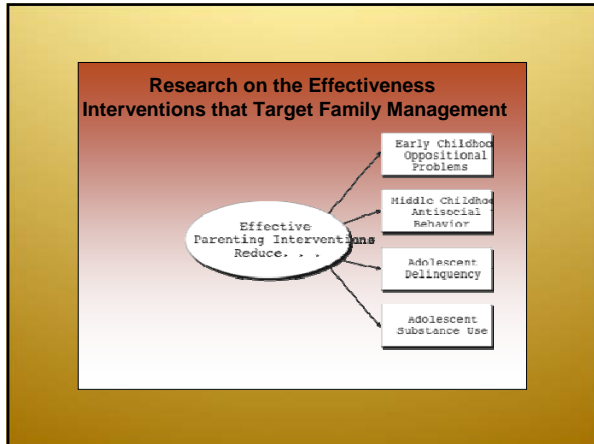 Research on the Effectiveness
Interventions that Target Family Management
Effective
Parenting Interventions
Reduce. . .
Early Childhoo
Oppositional
Problems
Middle Childhoo
Antisocial
Behavior
Adolescent
Delinquency
Adolescent
Substance Use